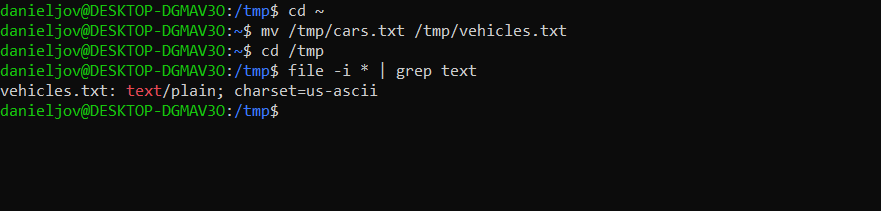 danieljov@DESKTOP-DGMAV3O:/tmp$ cd ~
danieljov@DESKTOP-DGMAV3O:~$ mv /tmp/cars.txt /tmp/vehicles.txt
danieljov@DESKTOP-DGMAV3O:~$ cd /tmp
danieljov@DESKTOP-DGMAV3O:/tmp$ file -i * | grep text
vehicles.txt: text/plain; charset=us-ascii
danieljov@DESKTOP-DGMAV3O:/tmp$